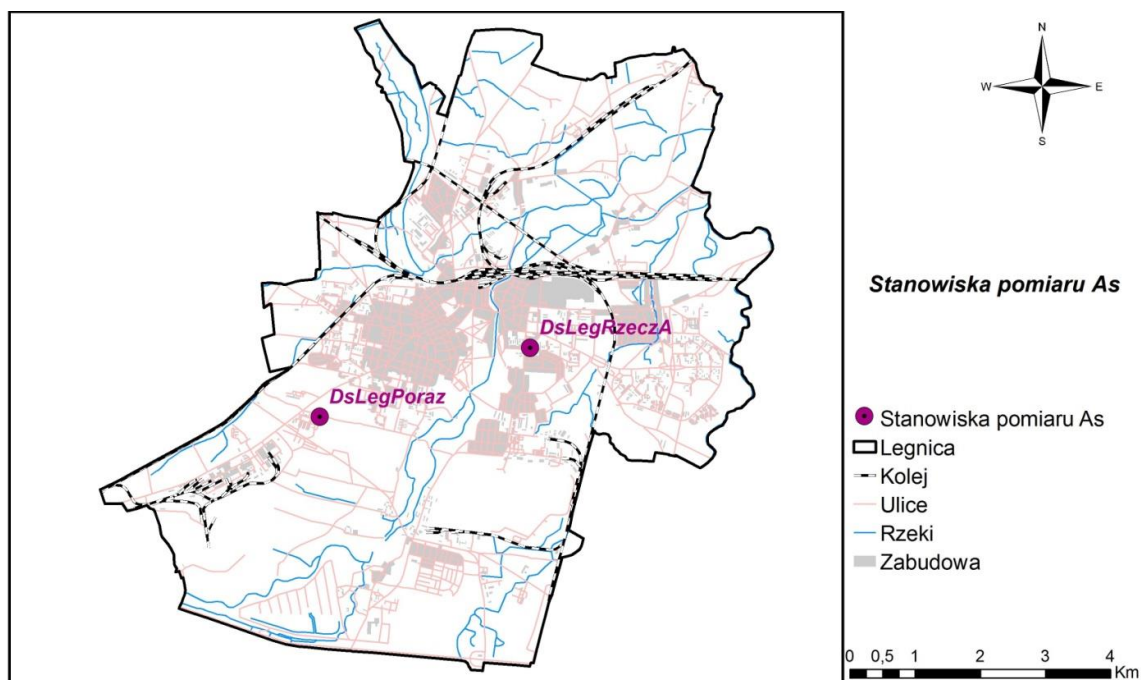 N
W E
S
Stanowiska pomiaru As
DsLegRzeczA
DsLegPoraz
Stanowiska pomiaru As
Legnica
Kolej
Ulice
Rzeki
Zabudowa
0 0,5 1 2 3 4
Km